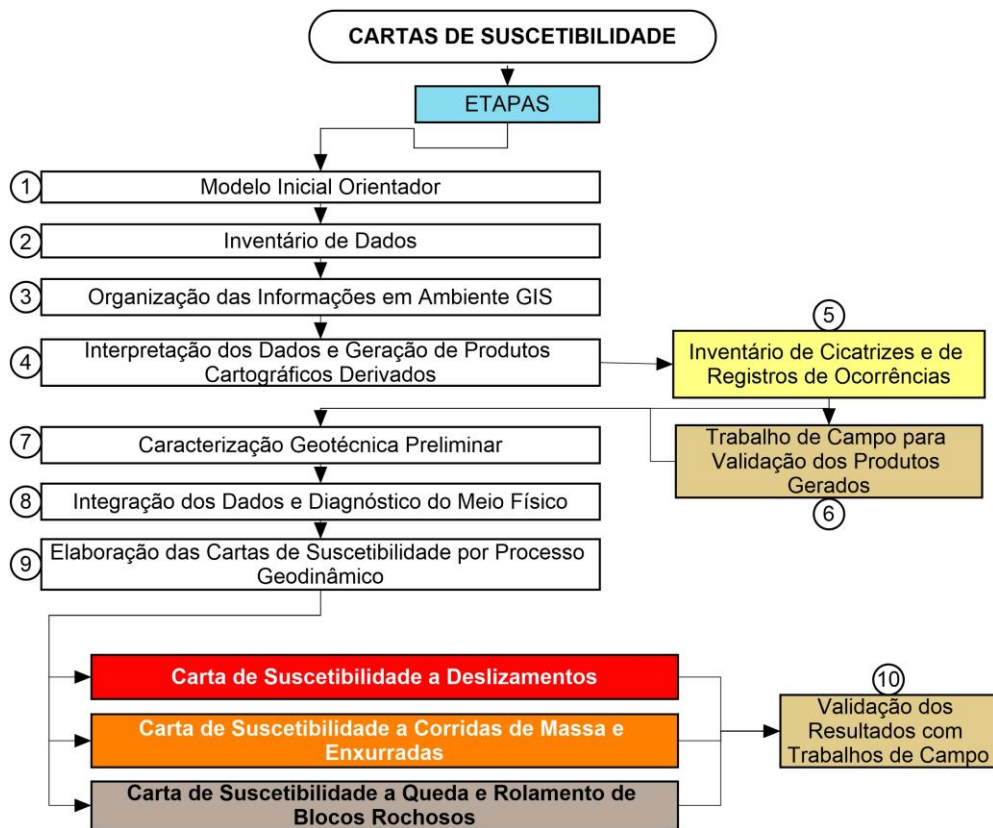 CARTAS DE SUSCETIBILIDADE
ETAPAS
1
Modelo Inicial Orientador
2
Inventário de Dados
3
Organização das Informações em Ambiente GIS
4
Interpretação dos Dados e Geração de Produtos
Cartográficos Derivados
5
Inventário de Cicatrizes e de
Registros de Ocorrências
Trabalho de Campo para
Validação dos Produtos
Gerados
6
7
Caracterização Geotécnica Preliminar
8
Integração dos Dados e Diagnóstico do Meio Físico
9
Elaboração das Cartas de Suscetibilidade por Processo
Geodinâmico
Carta de Suscetibilidade a Deslizamentos
Carta de Suscetibilidade a Corridas de Massa e
Enxurradas
Carta de Suscetibilidade a Queda e Rolamento de
Blocos Rochosos
10
Validação dos
Resultados com
Trabalhos de Campo